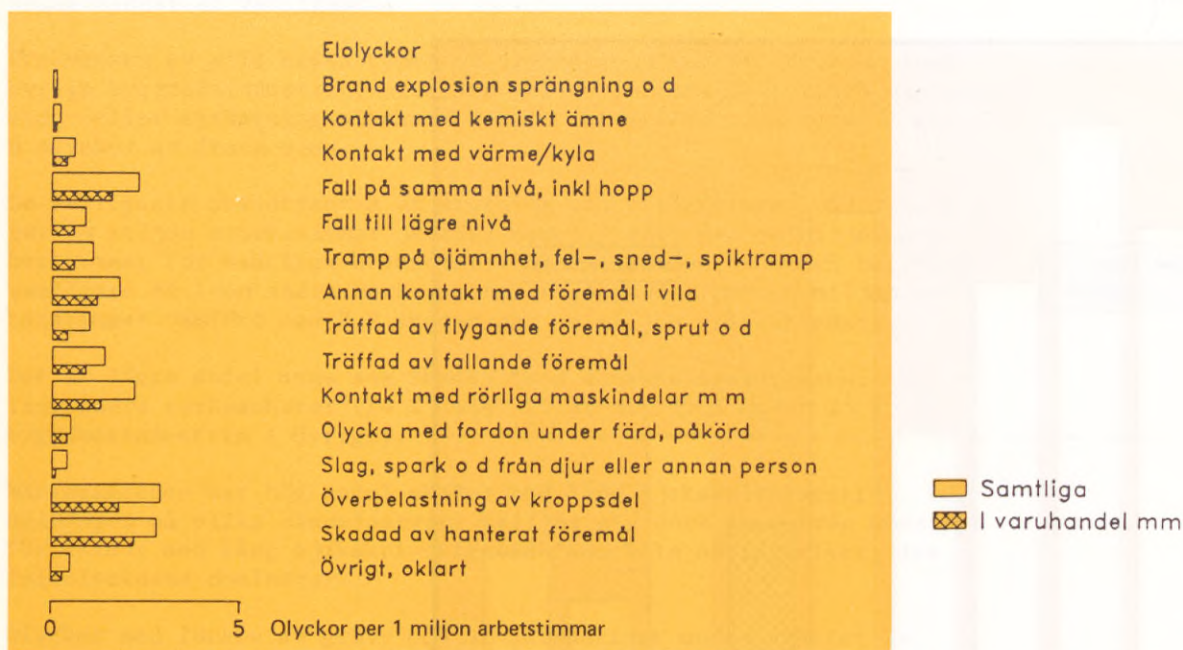 Elolyckor
Brand explosion sprängning o d
Kontakt med kemiskt ämne
Kontakt med värme/kyla
Fall på samma nivå, inkl hopp
Fall till lägre nivå
Tramp på ojämnhet, fel-, sned-, spiktramp
Annan kontakt med föremål i vila
Träffad av flygande föremål, sprut o d
Träffad av fallande föremål
Kontakt med rörliga maskindelar m m
Olycka med fordon under färd, påkörd
Slag, spark o d från djur eller annan person
Överbelastning av kroppsdel
Skadad av hanterat föremål
Övrigt, oklart
0 5 Olyckor per 1 miljon arbetstimmar
Samtliga
I varuhandel mm